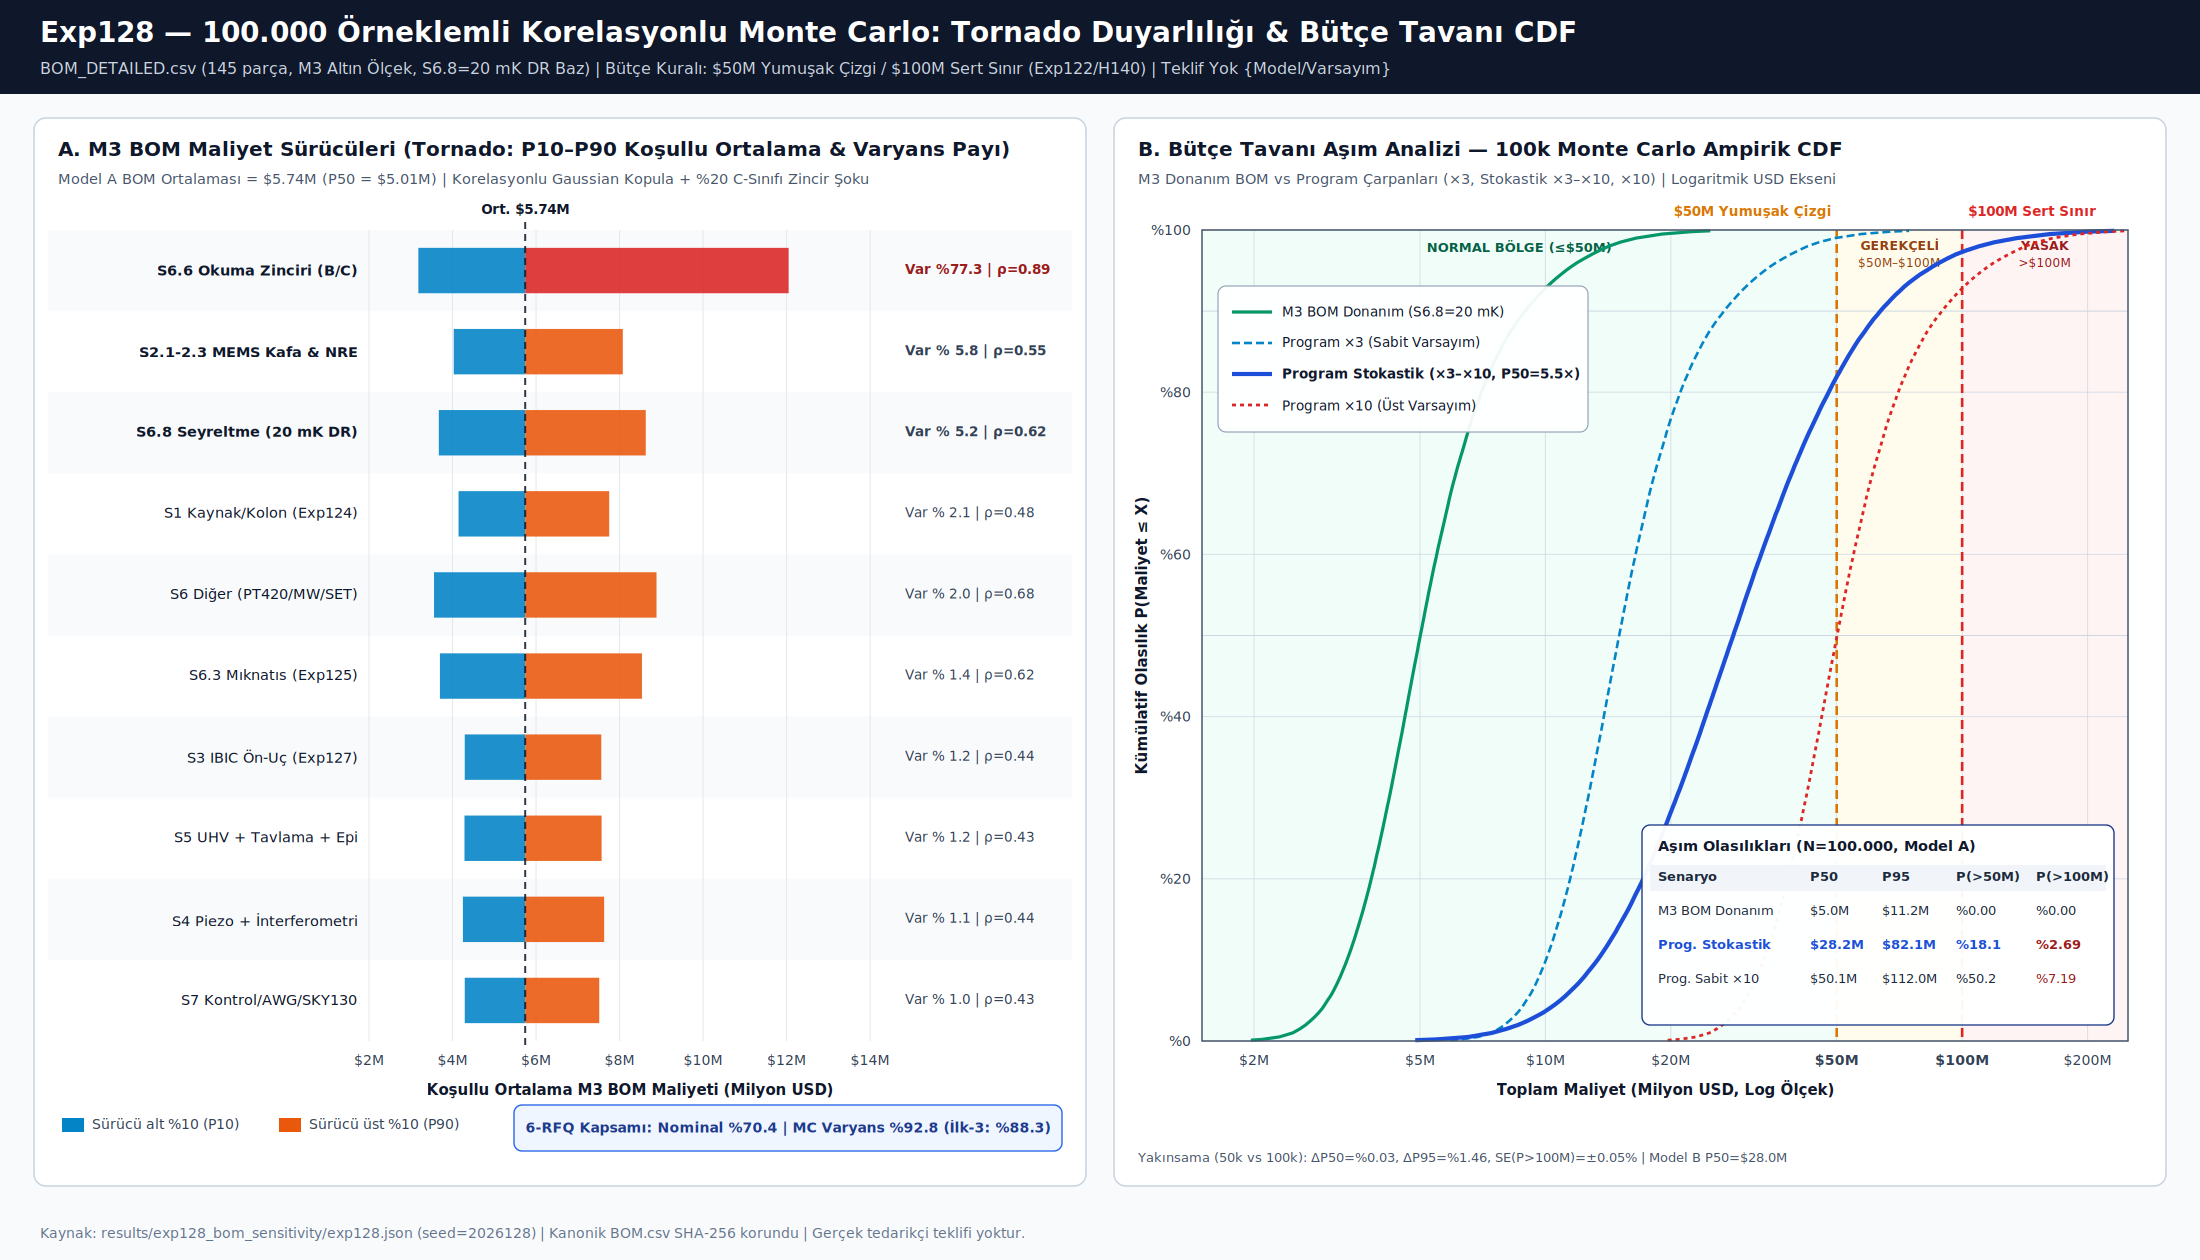 Exp128 — 100.000 Örneklemli Korelasyonlu Monte Carlo: Tornado Duyarlılığı & Bütçe Tavanı CDF
BOM_DETAILED.csv (145 parça, M3 Altın Ölçek, S6.8=20 mK DR Baz) | Bütçe Kuralı: $50M Yumuşak Çizgi / $100M Sert Sınır (Exp122/H140) | Teklif Yok {Model/Varsayım}
A. M3 BOM Maliyet Sürücüleri (Tornado: P10–P90 Koşullu Ortalama & Varyans Payı)
Model A BOM Ortalaması = $5.74M (P50 = $5.01M) | Korelasyonlu Gaussian Kopula + %20 C-Sınıfı Zincir Şoku
Ort. $5.74M
S6.6 Okuma Zinciri (B/C)
Var %77.3 | ρ=0.89
S2.1-2.3 MEMS Kafa & NRE
Var % 5.8 | ρ=0.55
S6.8 Seyreltme (20 mK DR)
Var % 5.2 | ρ=0.62
S1 Kaynak/Kolon (Exp124)
Var % 2.1 | ρ=0.48
S6 Diğer (PT420/MW/SET)
Var % 2.0 | ρ=0.68
S6.3 Mıknatıs (Exp125)
Var % 1.4 | ρ=0.62
S3 IBIC Ön-Uç (Exp127)
Var % 1.2 | ρ=0.44
S5 UHV + Tavlama + Epi
Var % 1.2 | ρ=0.43
S4 Piezo + İnterferometri
Var % 1.1 | ρ=0.44
S7 Kontrol/AWG/SKY130
Var % 1.0 | ρ=0.43
$2M $4M $6M $8M $10M $12M $14M
Koşullu Ortalama M3 BOM Maliyeti (Milyon USD)
Sürücü alt %10 (P10)
Sürücü üst %10 (P90)
6-RFQ Kapsamı: Nominal %70.4 | MC Varyans %92.8 (İlk-3: %88.3)
B. Bütçe Tavanı Aşım Analizi — 100k Monte Carlo Ampirik CDF
M3 Donanım BOM vs Program Çarpanları (×3, Stokastik ×3–×10, ×10) | Logaritmik USD Ekseni
$50M Yumuşak Çizgi
$100M Sert Sınır
NORMAL BÖLGE (≤$50M)
GEREKÇELİ
$50M–$100M
YASAK
>$100M
M3 BOM Donanım (S6.8=20 mK)
Program ×3 (Sabit Varsayım)
Program Stokastik (×3–×10, P50=5.5×)
Program ×10 (Üst Varsayım)
%100
%80
%60
%40
%20
%0
Kümülatif Olasılık P(Maliyet ≤ X)
Aşım Olasılıkları (N=100.000, Model A)
Senaryo P50 P95 P(>50M) P(>100M)
M3 BOM Donanım $5.0M $11.2M %0.00 %0.00
Prog. Stokastik $28.2M $82.1M %18.1 %2.69
Prog. Sabit ×10 $50.1M $112.0M %50.2 %7.19
$2M $5M $10M $20M $50M $100M $200M
Toplam Maliyet (Milyon USD, Log Ölçek)
Yakınsama (50k vs 100k): ΔP50=%0.03, ΔP95=%1.46, SE(P>100M)=±0.05% | Model B P50=$28.0M
Kaynak: results/exp128_bom_sensitivity/exp128.json (seed=2026128) | Kanonik BOM.csv SHA-256 korundu | Gerçek tedarikçi teklifi yoktur.